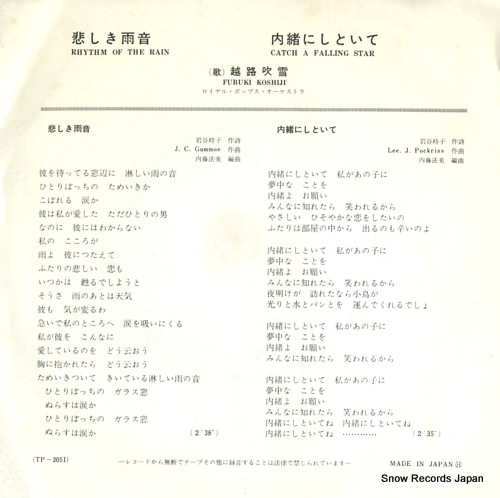 悲しき雨音
RHYTHM OF THE RAIN
内緒にしといて
CATCH A FALLING STAR
(歌) 越路吹雪
FUBUKI KOSHIJI
ロイヤル・ポップス・オーケストラ
悲しき雨音
岩谷時子 作詩
J. C. Gummoe 作曲
内藤法美 編曲
彼を待ってる窓辺に 淋しい雨の音
ひとりぼっちの ためいきか
こぼれる 涙か
彼は私が愛した ただひとりの男
なのに 彼にはわからない
私の こころが
雨よ 彼につたえて
ふたりの悲しい 恋も
いつかは 甦るでしようと
そうさ 雨のあとは天気
彼も 気が変るわ
急いで私のところへ 涙を吸いにくる
私が彼を こんなに
愛しているのを どう云おう
胸に抱かれたら どう云おう
ためいきついて きいている淋しい雨の音
ひとりぼっちの ガラス窓
ぬらすは涙か
ひとりぼっちの ガラス窓
ぬらすは涙か (2′38″)
内緒にしといて
岩谷時子 作詩
Lee. J. Pockriss 作曲
内藤法美 編曲
内緒にしといて 私があの子に
夢中な ことを
内緒よ お願い
みんなに知れたら 笑われるから
やさしい ひそやかな恋をしたいの
ふたりは部屋の中から 出るのも辛いのよ
内緒にしといて 私があの子に
夢中な ことを
内緒よ お願い
みんなに知れたら 笑われるから
夜明けが 訪れたなら小鳥が
光りと水とパンとを 運んでくれるでしょ
内緒にしといて 私があの子に
夢中な ことを
内緒よ お願い
みんなに知れたら 笑われるから
内緒にしといて 私があの子に
夢中な ことを
内緒よ お願い
みんなに知れたら 笑われるから
内緒にしといてね 内緒にしといてね
内緒にしといてね ………… (2′35″)
(TP-2051)
―レコードから無断でテープその他に録音することは法律で禁じられています―
MADE IN JAPAN Ⓗ
Snow Records Japan